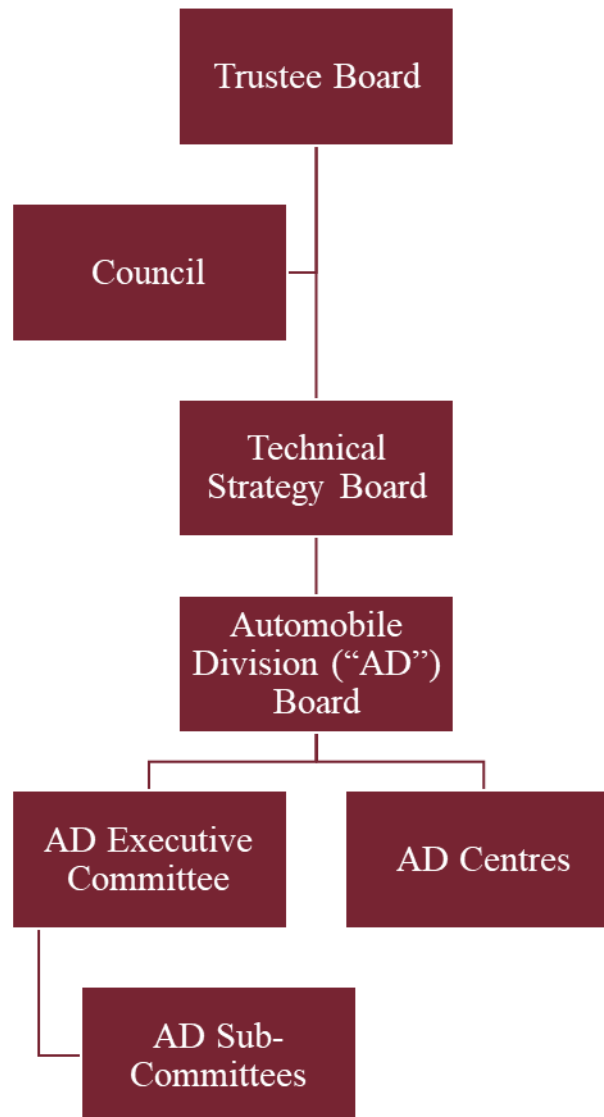 Trustee Board
Council
Technical
Strategy Board
Automobile
Division (“AD”)
Board
AD Executive
Committee
AD Centres
AD Sub-
Committees